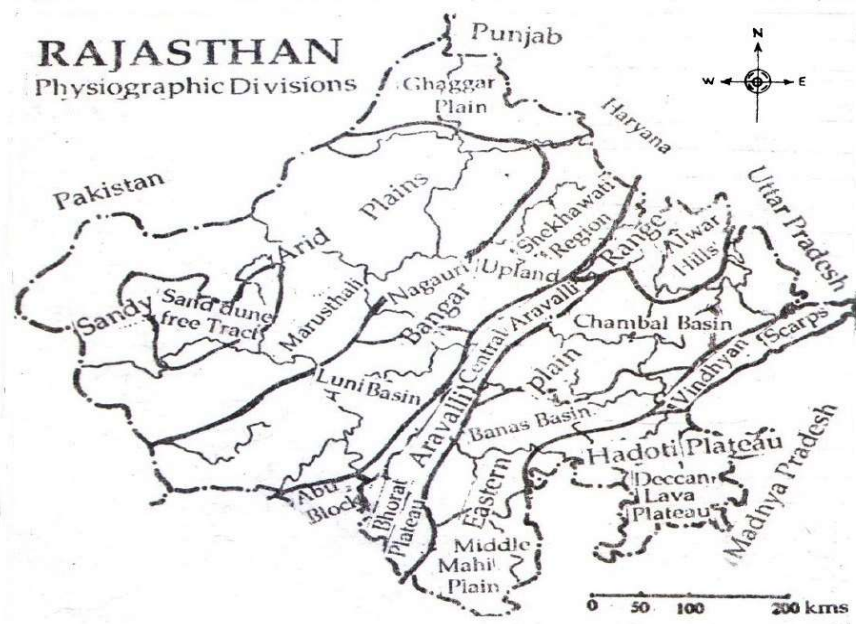 RAJASTHAN
Physiographic Divisions
Punjab
N
W
E
Ghaggar
Plain
Haryana
Pakistan
Uttar Pradesh
Plains
Arid
Sandy
Shekhawati
Region
Range
Alwar
Hills
Sand dune
free Tract
Marusthali
Nagauri Upland
Bangar
Aravalli
Central
Aravalli
Chambal Basin
Vindhyan Scarps
Luni Basin
plain
Eastern
Banas Basin
Hadoti Plateau
Deccan
Lava
Plateau
Madhya Pradesh
Abu
Block
Bhorat
Plateau
Middle
Mahi
Plain
0 50 100 200 kms